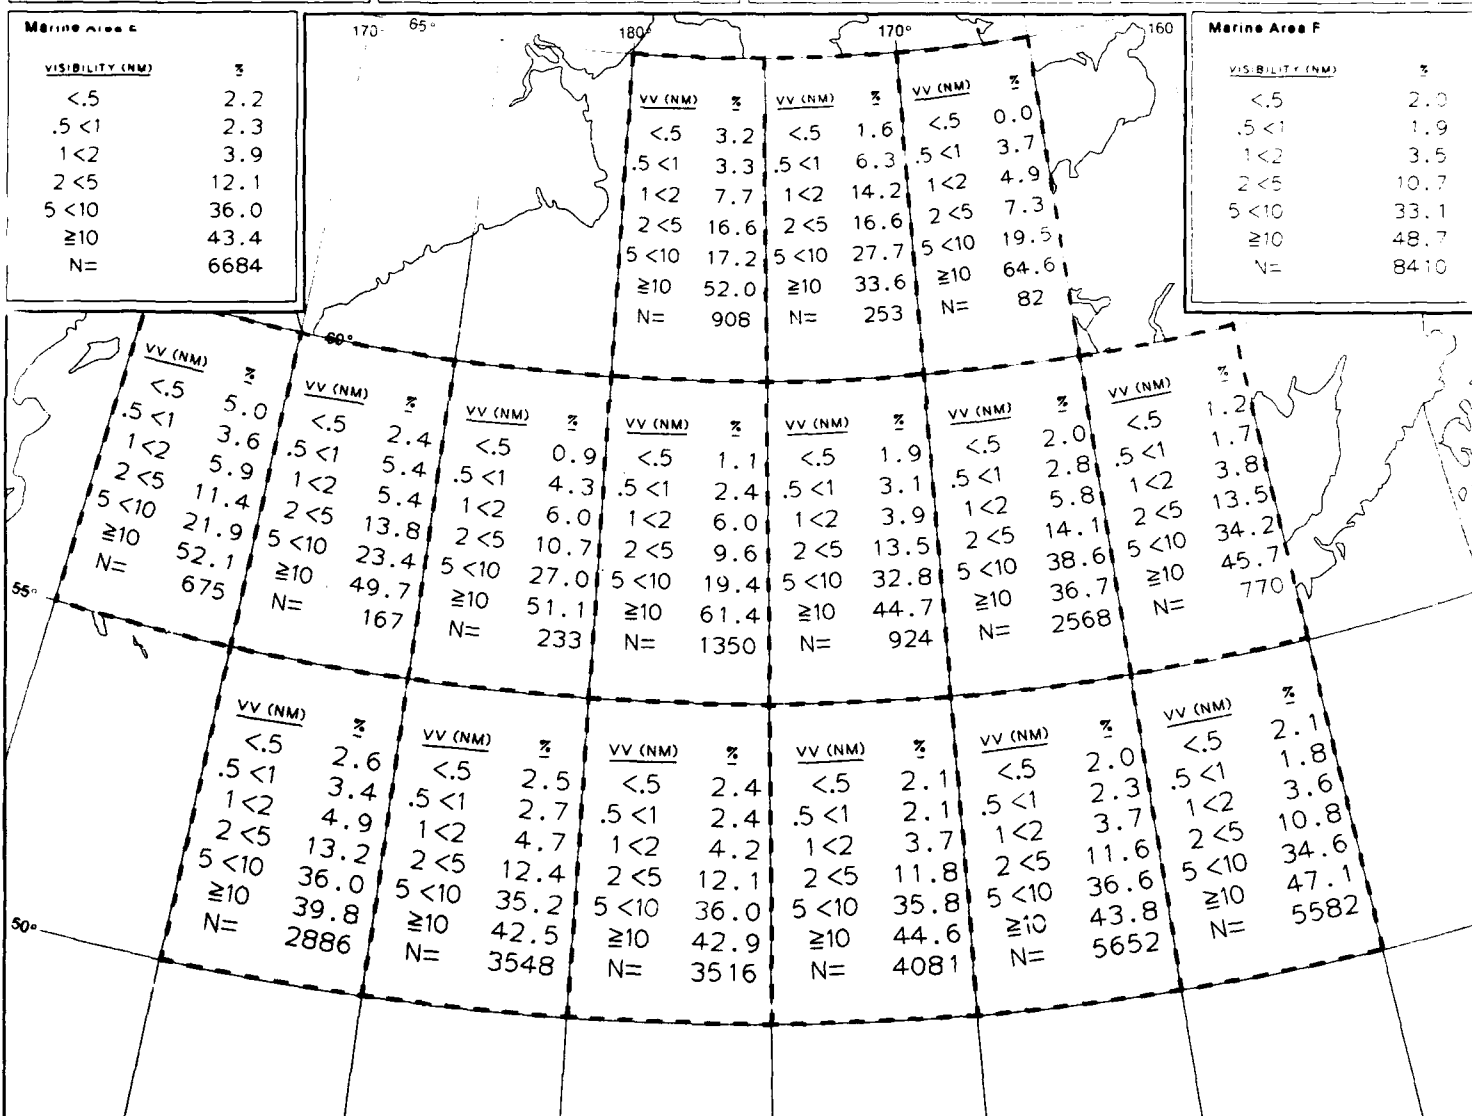 Marine Area E
VISIBILITY (NM) %
<.5 2.2
.5 <1 2.3
1<2 3.9
2 <5 12.1
5 <10 36.0
≧10 43.4
N= 6684
170
65°
180°
170°
160
Marine Area F
VISIBILITY (NM) %
<.5 2.0
.5 <1 1.9
1<2 3.5
2 <5 10.7
5 <10 33.1
≧10 48.7
N= 8410
VV (NM) %
<.5 3.2
.5 <1 3.3
1<2 7.7
2 <5 16.6
5 <10 17.2
≧10 52.0
N= 908
VV (NM) %
<.5 1.6
.5 <1 6.3
1<2 14.2
2 <5 16.6
5 <10 27.7
≧10 33.6
N= 253
VV (NM) %
<.5 0.0
.5 <1 3.7
1<2 4.9
2 <5 7.3
5 <10 19.5
≧10 64.6
N= 82
60°
VV (NM) %
<.5 5.0
.5 <1 3.6
1<2 5.9
2 <5 11.4
5 <10 21.9
≧10 52.1
N= 675
VV (NM) %
<.5 2.4
.5 <1 5.4
1<2 5.4
2 <5 13.8
5 <10 23.4
≧10 49.7
N= 167
VV (NM) %
<.5 0.9
.5 <1 4.3
1<2 6.0
2 <5 10.7
5 <10 27.0
≧10 51.1
N= 233
VV (NM) %
<.5 1.1
.5 <1 2.4
1<2 6.0
2 <5 9.6
5 <10 19.4
≧10 61.4
N= 1350
VV (NM) %
<.5 1.9
.5 <1 3.1
1<2 3.9
2 <5 13.5
5 <10 32.8
≧10 44.7
N= 924
VV (NM) %
<.5 2.0
.5 <1 2.8
1<2 5.8
2 <5 14.1
5 <10 38.6
≧10 36.7
N= 2568
VV (NM) %
<.5 1.2
.5 <1 1.7
1<2 3.8
2 <5 13.5
5 <10 34.2
≧10 45.7
N= 770
55°
VV (NM) %
<.5 2.6
.5 <1 3.4
1<2 4.9
2 <5 13.2
5 <10 36.0
≧10 39.8
N= 2886
VV (NM) %
<.5 2.5
.5 <1 2.7
1<2 4.7
2 <5 12.4
5 <10 35.2
≧10 42.5
N= 3548
VV (NM) %
<.5 2.4
.5 <1 2.4
1<2 4.2
2 <5 12.1
5 <10 36.0
≧10 42.9
N= 3516
VV (NM) %
<.5 2.1
.5 <1 2.1
1<2 3.7
2 <5 11.8
5 <10 35.8
≧10 44.6
N= 4081
VV (NM) %
<.5 2.0
.5 <1 2.3
1<2 3.7
2 <5 11.6
5 <10 36.6
≧10 43.8
N= 5652
VV (NM) %
<.5 2.1
.5 <1 1.8
1<2 3.6
2 <5 10.8
5 <10 34.6
≧10 47.1
N= 5582
50°